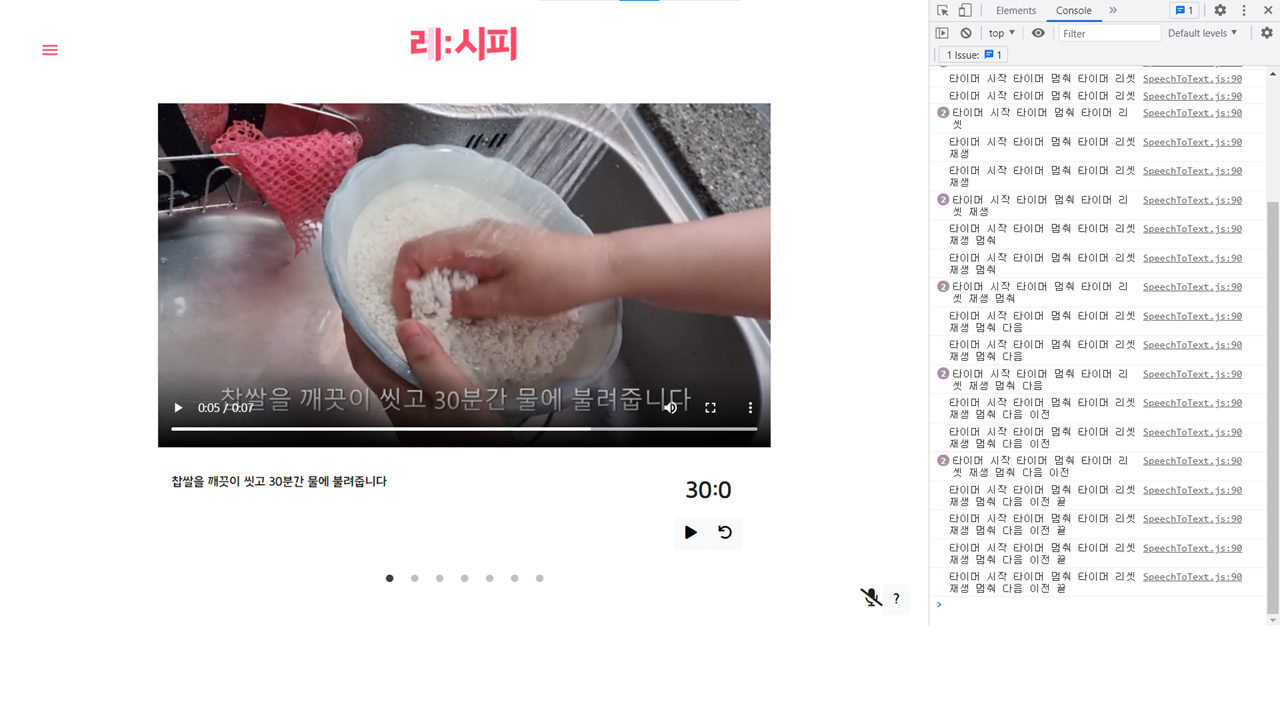 레:시피
찹쌀을 깨끗이 씻고 30분간 물에 불려줍니다
0:05 / 0:07
찹쌀을 깨끗이 씻고 30분간 물에 불려줍니다
30:0
?
Elements
Console
1
top
Filter
Default levels
1 Issue:
1
타이머 시작 타이머 멈춰 타이머 리셋
SpeechToText.js:90
타이머 시작 타이머 멈춰 타이머 리셋
SpeechToText.js:90
2
타이머 시작 타이머 멈춰 타이머 리
SpeechToText.js:90
셋
타이머 시작 타이머 멈춰 타이머 리셋
SpeechToText.js:90
재생
타이머 시작 타이머 멈춰 타이머 리셋
SpeechToText.js:90
재생
2
타이머 시작 타이머 멈춰 타이머 리
SpeechToText.js:90
셋 재생
타이머 시작 타이머 멈춰 타이머 리셋
SpeechToText.js:90
재생 멈춰
타이머 시작 타이머 멈춰 타이머 리셋
SpeechToText.js:90
재생 멈춰
2
타이머 시작 타이머 멈춰 타이머 리
SpeechToText.js:90
셋 재생 멈춰
타이머 시작 타이머 멈춰 타이머 리셋
SpeechToText.js:90
재생 멈춰 다음
타이머 시작 타이머 멈춰 타이머 리셋
SpeechToText.js:90
재생 멈춰 다음
2
타이머 시작 타이머 멈춰 타이머 리
SpeechToText.js:90
셋 재생 멈춰 다음
타이머 시작 타이머 멈춰 타이머 리셋
SpeechToText.js:90
재생 멈춰 다음 이전
타이머 시작 타이머 멈춰 타이머 리셋
SpeechToText.js:90
재생 멈춰 다음 이전
2
타이머 시작 타이머 멈춰 타이머 리
SpeechToText.js:90
셋 재생 멈춰 다음 이전
타이머 시작 타이머 멈춰 타이머 리셋
SpeechToText.js:90
재생 멈춰 다음 이전 끌
타이머 시작 타이머 멈춰 타이머 리셋
SpeechToText.js:90
재생 멈춰 다음 이전 끌
타이머 시작 타이머 멈춰 타이머 리셋
SpeechToText.js:90
재생 멈춰 다음 이전 끌
타이머 시작 타이머 멈춰 타이머 리셋
SpeechToText.js:90
재생 멈춰 다음 이전 끌